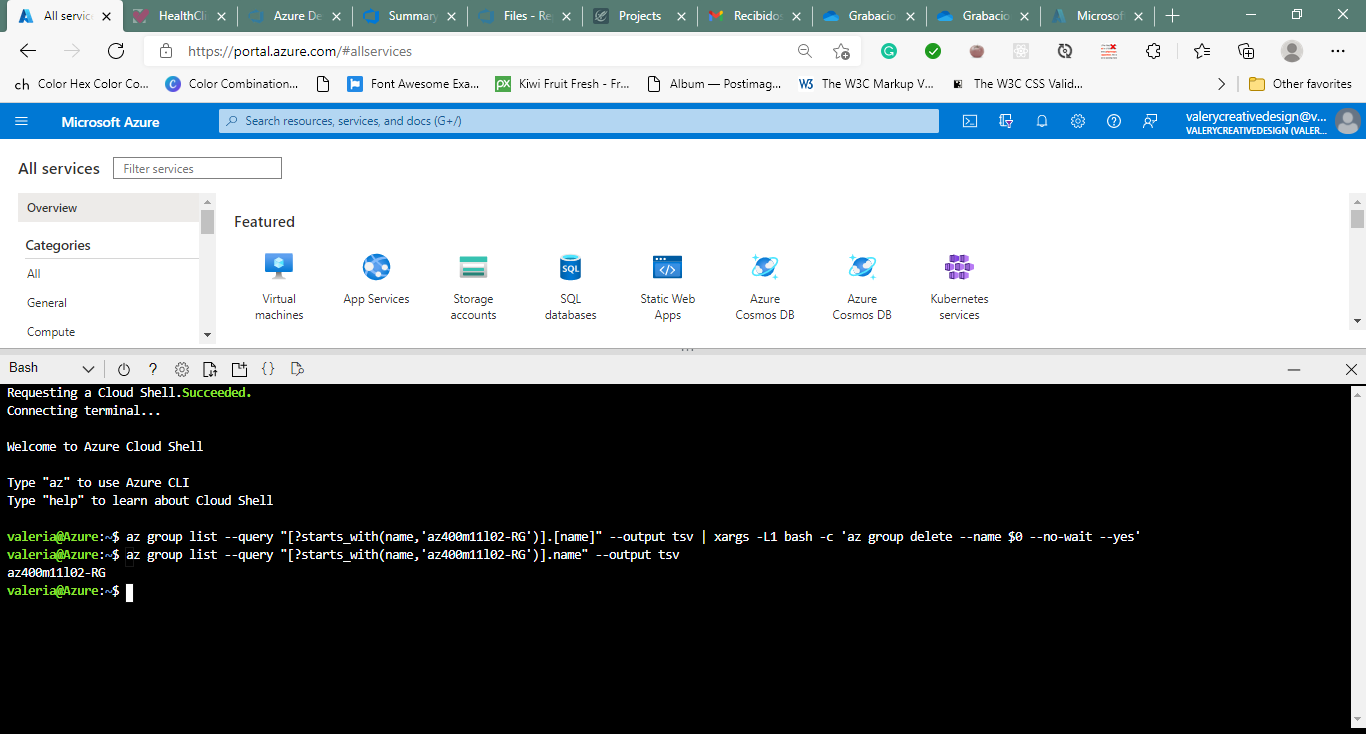 All servic
HealthCl
Azure De
Summary
Files - Re
Projects
Recibido
Grabacio
Grabacio
Microsof
https://portal.azure.com/#allservices
ch Color Hex Color Co...
C Color Combination...
Font Awesome Exa...
px Kiwi Fruit Fresh - Fr...
Album — Postimag...
W3 The W3C Markup V...
The W3C CSS Valid...
Other favorites
Microsoft Azure
Search resources, services, and docs (G+/)
valerycreativedesign@v...
VALERYCREATIVEDESIGN (VALER...
All services
Filter services
Overview
Categories
All
General
Compute
Featured
Virtual machines
App Services
Storage accounts
SQL
SQL databases
Static Web Apps
Azure Cosmos DB
Azure Cosmos DB
Kubernetes services
Bash
Requesting a Cloud Shell.Succeeded.
Connecting terminal...
Welcome to Azure Cloud Shell
Type "az" to use Azure CLI
Type "help" to learn about Cloud Shell
valeria@Azure:~$ az group list --query "[?starts_with(name,'az400m11l02-RG')].[name]" --output tsv | xargs -L1 bash -c 'az group delete --name $0 --no-wait --yes'
valeria@Azure:~$ az group list --query "[?starts_with(name,'az400m11l02-RG')].name" --output tsv
az400m11l02-RG
valeria@Azure:~$